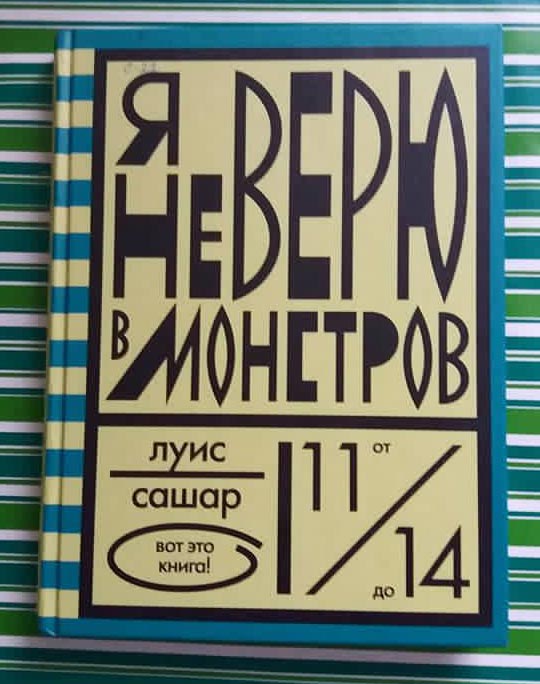 Я
НЕ ВЕРЮ
В МОНСТРОВ
ЛУИС
САШАР
ВОТ ЭТО
КНИГА!
ОТ
11/14
ДО